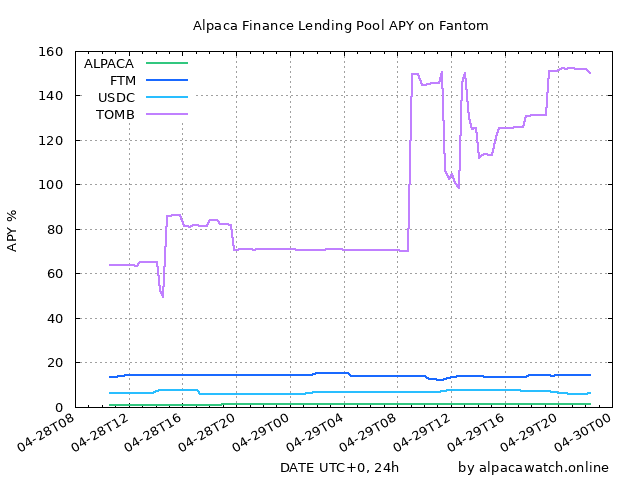 Alpaca Finance Lending Pool APY on Fantom
160
140
120
100
80
60
40
20
0
APY %
ALPACA
FTM
USDC
TOMB
04-28T08
04-28T12
04-28T16
04-28T20
04-29T00
04-29T04
04-29T08
04-29T12
04-29T16
04-29T20
04-30T00
DATE UTC+0, 24h
by alpacawatch.online